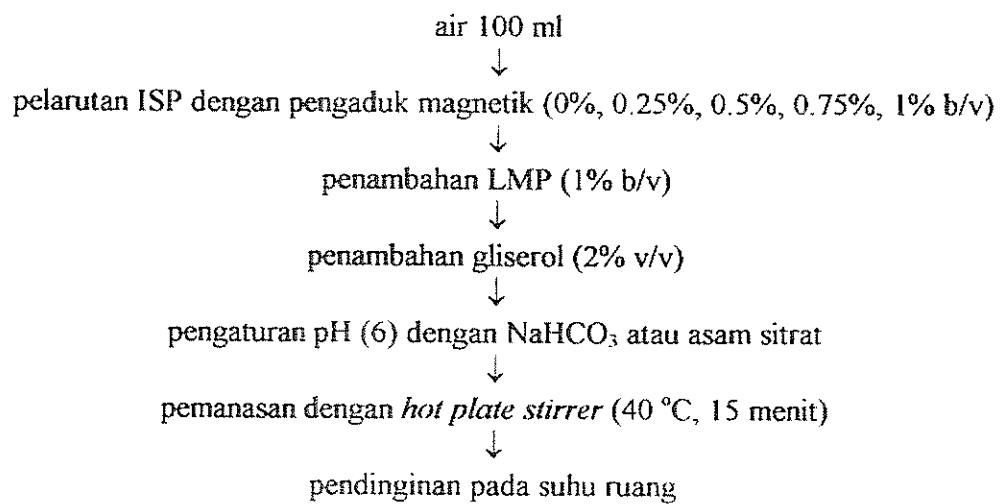 air 100 ml
↓
pelarutan ISP dengan pengaduk magnetik (0%, 0.25%, 0.5%, 0.75%, 1% b/v)
↓
penambahan LMP (1% b/v)
↓
penambahan gliserol (2% v/v)
↓
pengaturan pH (6) dengan NaHCO₃ atau asam sitrat
↓
pemanasan dengan hot plate stirrer (40 °C, 15 menit)
↓
pendinginan pada suhu ruang